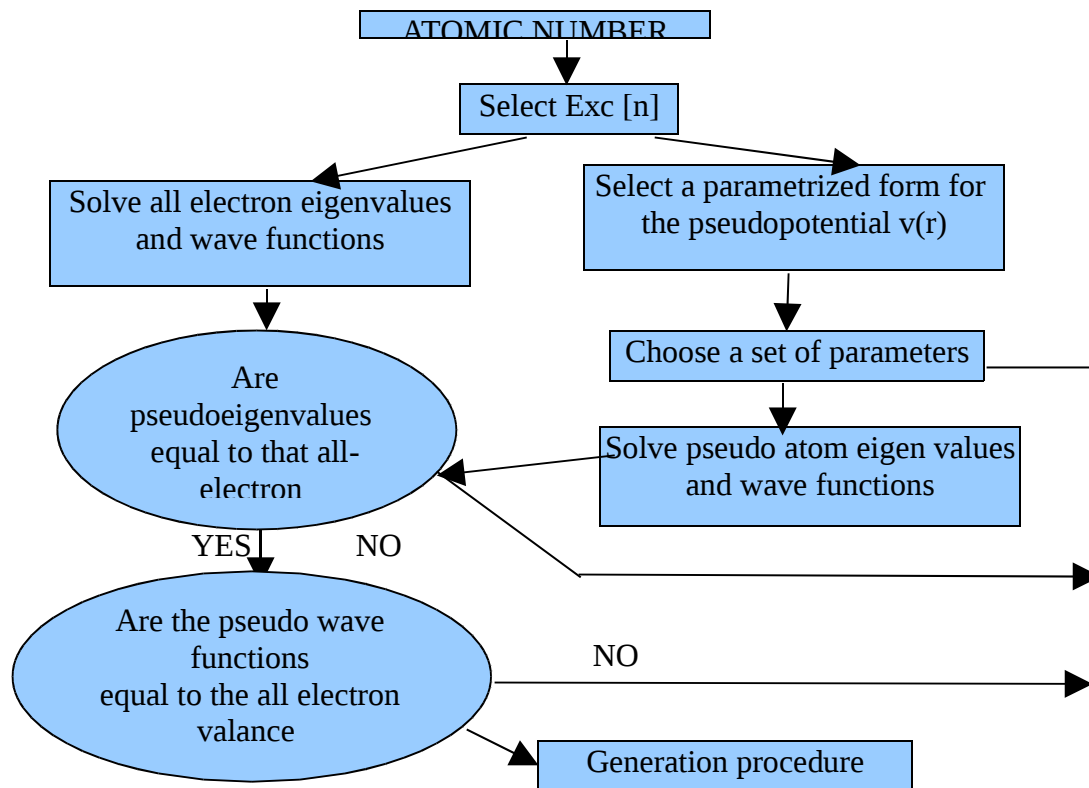 ATOMIC NUMBER
Select Exc [n]
Solve all electron eigenvalues
and wave functions
Select a parametrized form for
the pseudopotential v(r)
Choose a set of parameters
Are
pseudoeigenvalues
equal to that all-
electron
Solve pseudo atom eigen values
and wave functions
YES
NO
Are the pseudo wave
functions
equal to the all electron
valance
NO
Generation procedure